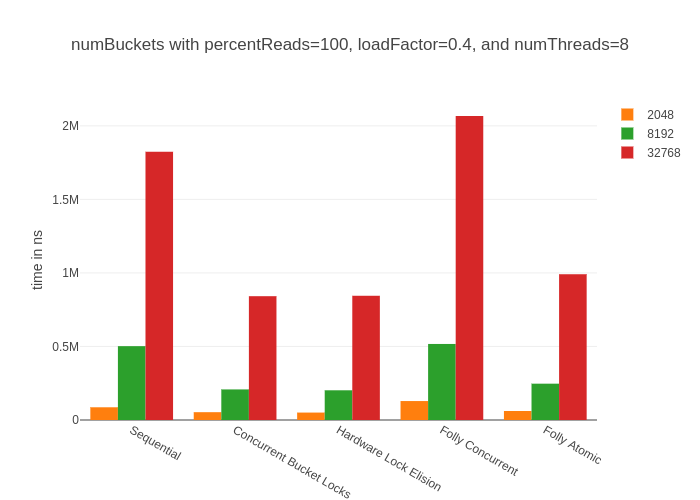 numBuckets with percentReads=100, loadFactor=0.4, and numThreads=8
2048
8192
32768
2M
1.5M
1M
0.5M
0
time in ns
Sequential
Concurrent Bucket Locks
Hardware Lock Elision
Folly Concurrent
Folly Atomic